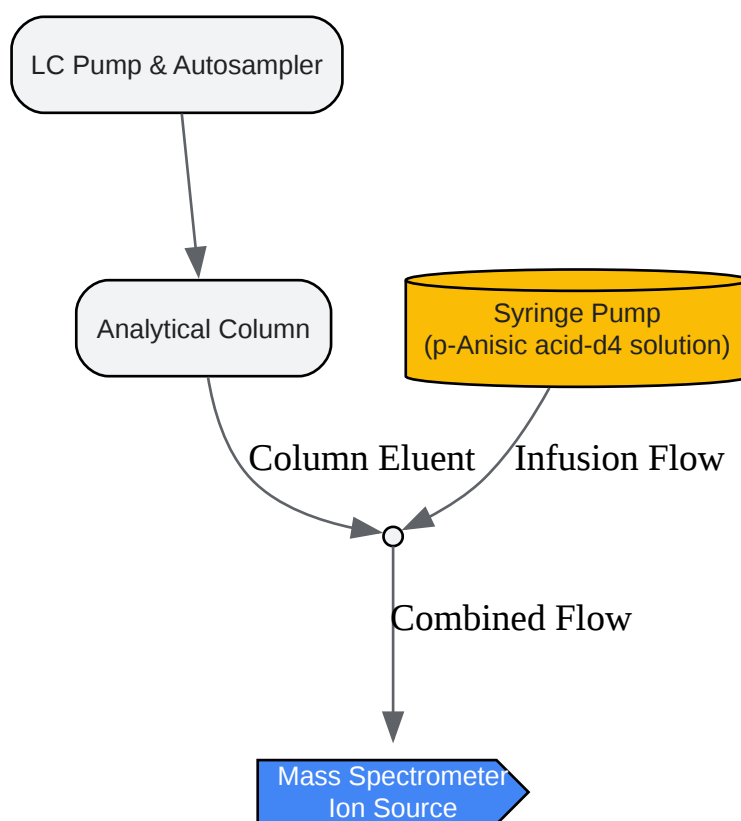 LC Pump & Autosampler
Analytical Column
Syringe Pump
(p-Anisic acid-d4 solution)
Column Eluent
Infusion Flow
Combined Flow
Mass Spectrometer
Ion Source